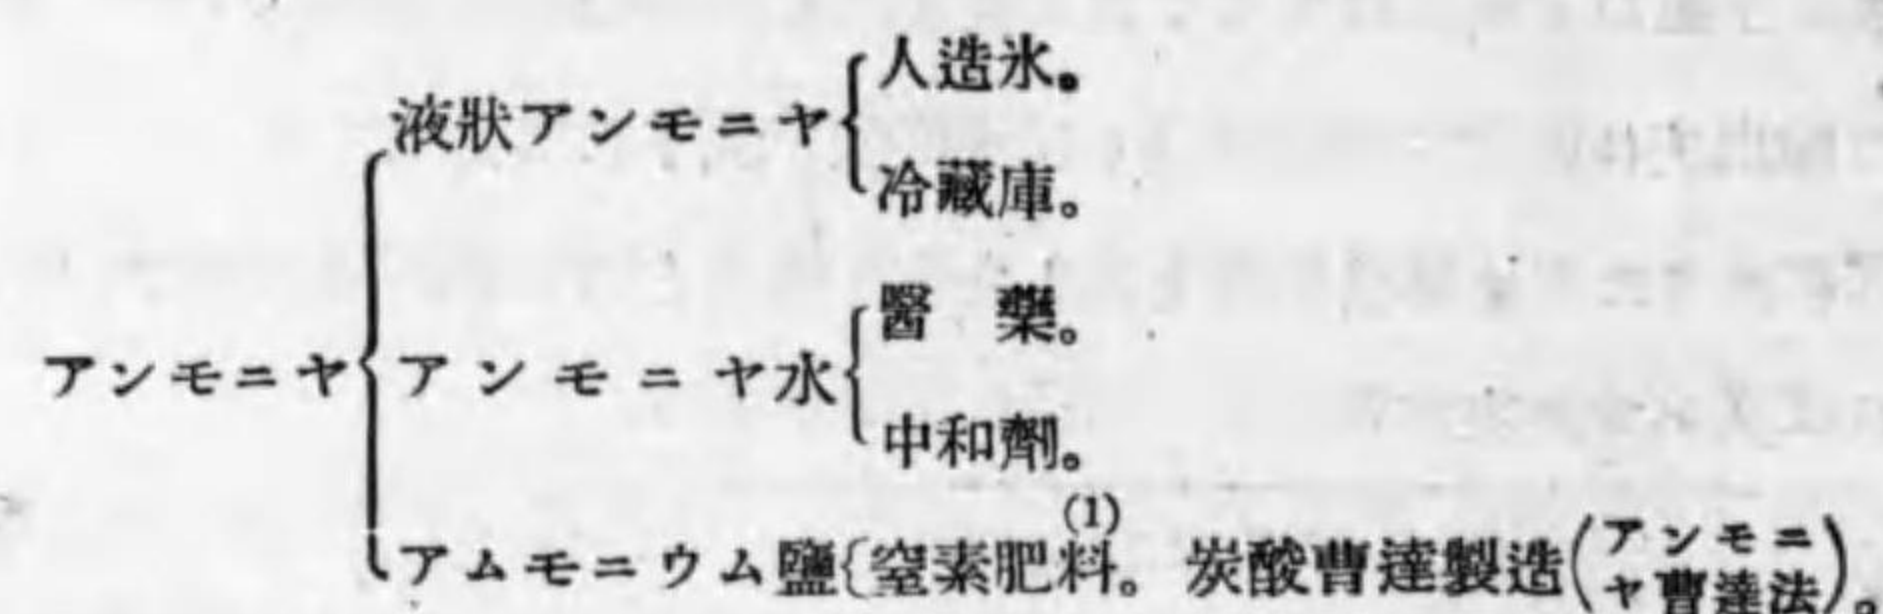 人造氷。
液狀アンモニヤ
冷藏庫。
醫　藥。
アンモニヤ
アンモニヤ水
中和劑。
アムモニウム鹽{窒素肥料(1)。炭酸曹達製造(アンモニヤ曹達法)。